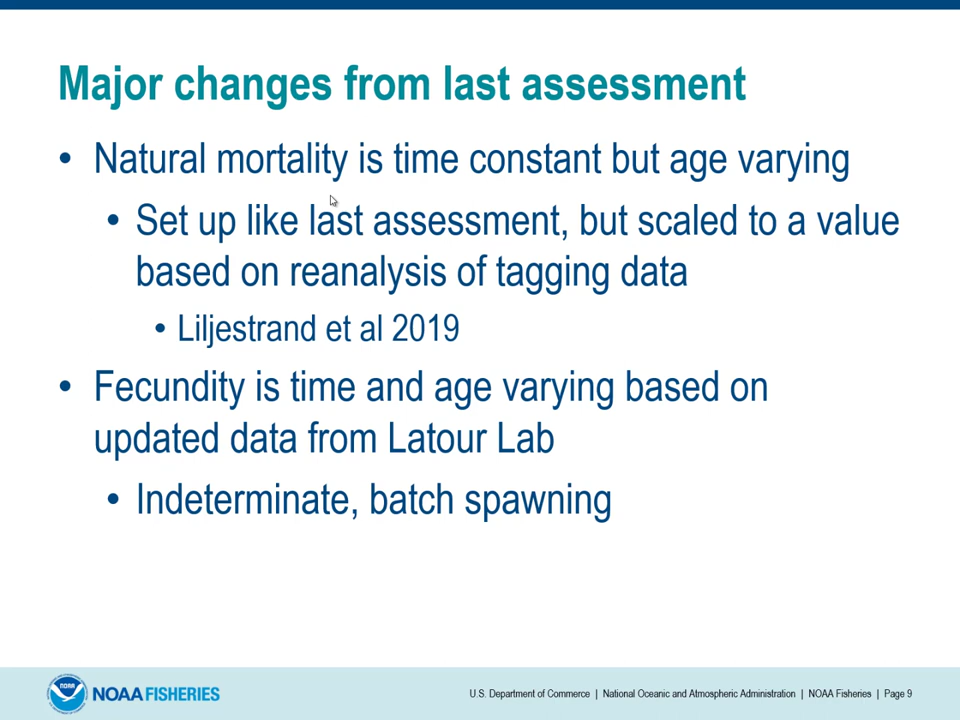 Major changes from last assessment
• Natural mortality is time constant but age varying
• Set up like last assessment, but scaled to a value
based on reanalysis of tagging data
• Liljestrand et al 2019
• Fecundity is time and age varying based on
updated data from Latour Lab
• Indeterminate, batch spawning
NOAA FISHERIES
U.S. Department of Commerce | National Oceanic and Atmospheric Administration | NOAA Fisheries | Page 9